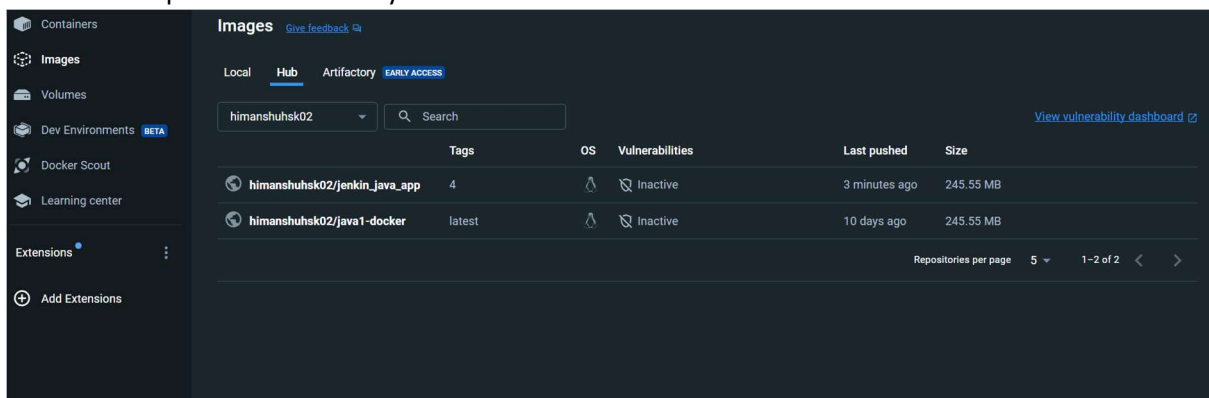 Containers
Images
Volumes
Dev Environments BETA
Docker Scout
Learning center
Extensions
Add Extensions
Images Give feedback
Local Hub Artifactory EARLY ACCESS
himanshuhsk02 Search View vulnerability dashboard
Tags OS Vulnerabilities Last pushed Size
himanshuhsk02/jenkin_java_app 4 Inactive 3 minutes ago 245.55 MB
himanshuhsk02/java1-docker latest Inactive 10 days ago 245.55 MB
Repositories per page 5 1–2 of 2